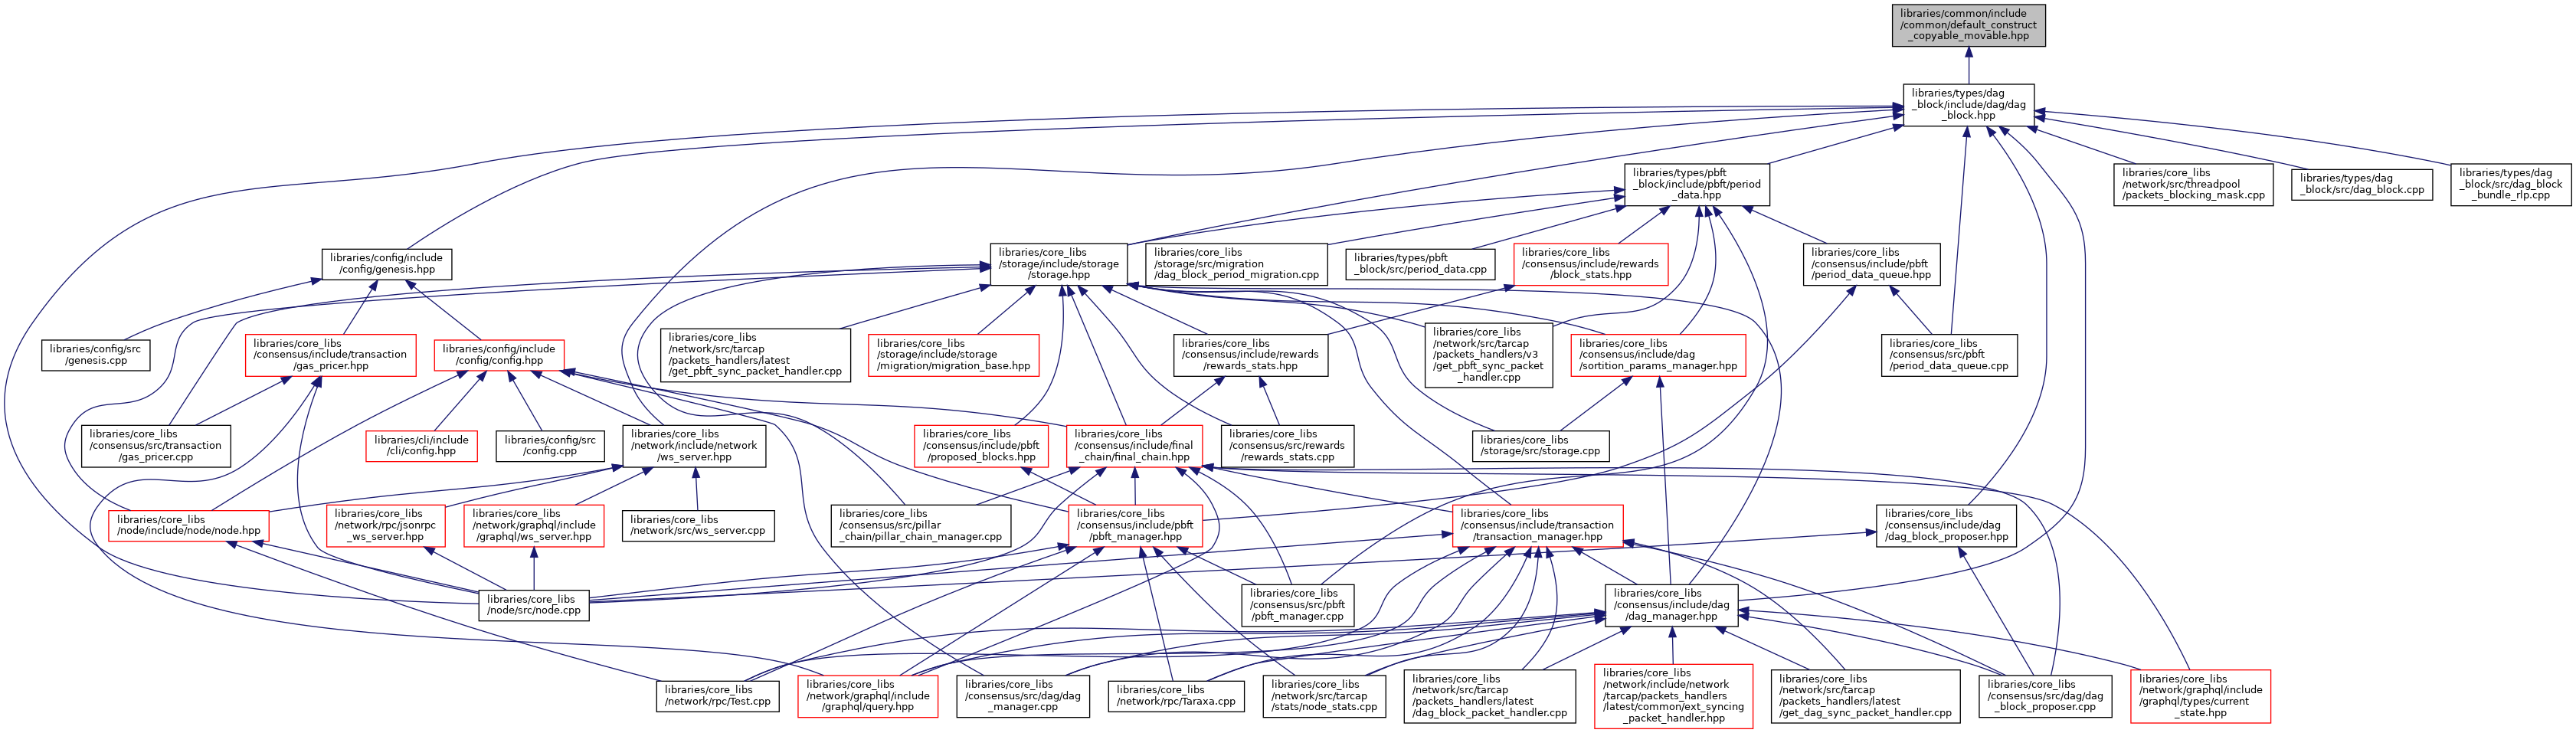 libraries/common/include
/common/default_construct
_copyable_movable.hpp
libraries/types/dag
_block/include/dag/dag
_block.hpp
libraries/types/pbft
_block/include/pbft/period
_data.hpp
libraries/core_libs
/network/src/threadpool
/packets_blocking_mask.cpp
libraries/types/dag
_block/src/dag_block.cpp
libraries/types/dag
_block/src/dag_block
_bundle_rlp.cpp
libraries/config/include
/config/genesis.hpp
libraries/core_libs
/storage/include/storage
/storage.hpp
libraries/core_libs
/storage/src/migration
/dag_block_period_migration.cpp
libraries/types/pbft
_block/src/period_data.cpp
libraries/core_libs
/consensus/include/rewards
/block_stats.hpp
libraries/core_libs
/consensus/include/pbft
/period_data_queue.hpp
libraries/config/src
/genesis.cpp
libraries/core_libs
/consensus/include/transaction
/gas_pricer.hpp
libraries/config/include
/config/config.hpp
libraries/core_libs
/network/src/tarcap
/packets_handlers/latest
/get_pbft_sync_packet_handler.cpp
libraries/core_libs
/storage/include/storage
/migration/migration_base.hpp
libraries/core_libs
/consensus/include/rewards
/rewards_stats.hpp
libraries/core_libs
/network/src/tarcap
/packets_handlers/v3
/get_pbft_sync_packet
_handler.cpp
libraries/core_libs
/consensus/include/dag
/sortition_params_manager.hpp
libraries/core_libs
/consensus/src/pbft
/period_data_queue.cpp
libraries/core_libs
/consensus/src/transaction
/gas_pricer.cpp
libraries/cli/include
/cli/config.hpp
libraries/config/src
/config.cpp
libraries/core_libs
/network/include/network
/ws_server.hpp
libraries/core_libs
/consensus/include/pbft
/proposed_blocks.hpp
libraries/core_libs
/consensus/include/final
_chain/final_chain.hpp
libraries/core_libs
/consensus/src/rewards
/rewards_stats.cpp
libraries/core_libs
/storage/src/storage.cpp
libraries/core_libs
/node/include/node/node.hpp
libraries/core_libs
/network/rpc/jsonrpc
_ws_server.hpp
libraries/core_libs
/network/graphql/include
/graphql/ws_server.hpp
libraries/core_libs
/network/src/ws_server.cpp
libraries/core_libs
/consensus/src/pillar
_chain/pillar_chain_manager.cpp
libraries/core_libs
/consensus/include/pbft
/pbft_manager.hpp
libraries/core_libs
/consensus/include/transaction
/transaction_manager.hpp
libraries/core_libs
/consensus/include/dag
/dag_block_proposer.hpp
libraries/core_libs
/node/src/node.cpp
libraries/core_libs
/consensus/src/pbft
/pbft_manager.cpp
libraries/core_libs
/consensus/include/dag
/dag_manager.hpp
libraries/core_libs
/network/rpc/Test.cpp
libraries/core_libs
/network/graphql/include
/graphql/query.hpp
libraries/core_libs
/consensus/src/dag/dag
_manager.cpp
libraries/core_libs
/network/rpc/Taraxa.cpp
libraries/core_libs
/network/src/tarcap
/stats/node_stats.cpp
libraries/core_libs
/network/src/tarcap
/packets_handlers/latest
/dag_block_packet_handler.cpp
libraries/core_libs
/network/include/network
/tarcap/packets_handlers
/latest/common/ext_syncing
_packet_handler.hpp
libraries/core_libs
/network/src/tarcap
/packets_handlers/latest
/get_dag_sync_packet_handler.cpp
libraries/core_libs
/consensus/src/dag/dag
_block_proposer.cpp
libraries/core_libs
/network/graphql/include
/graphql/types/current
_state.hpp